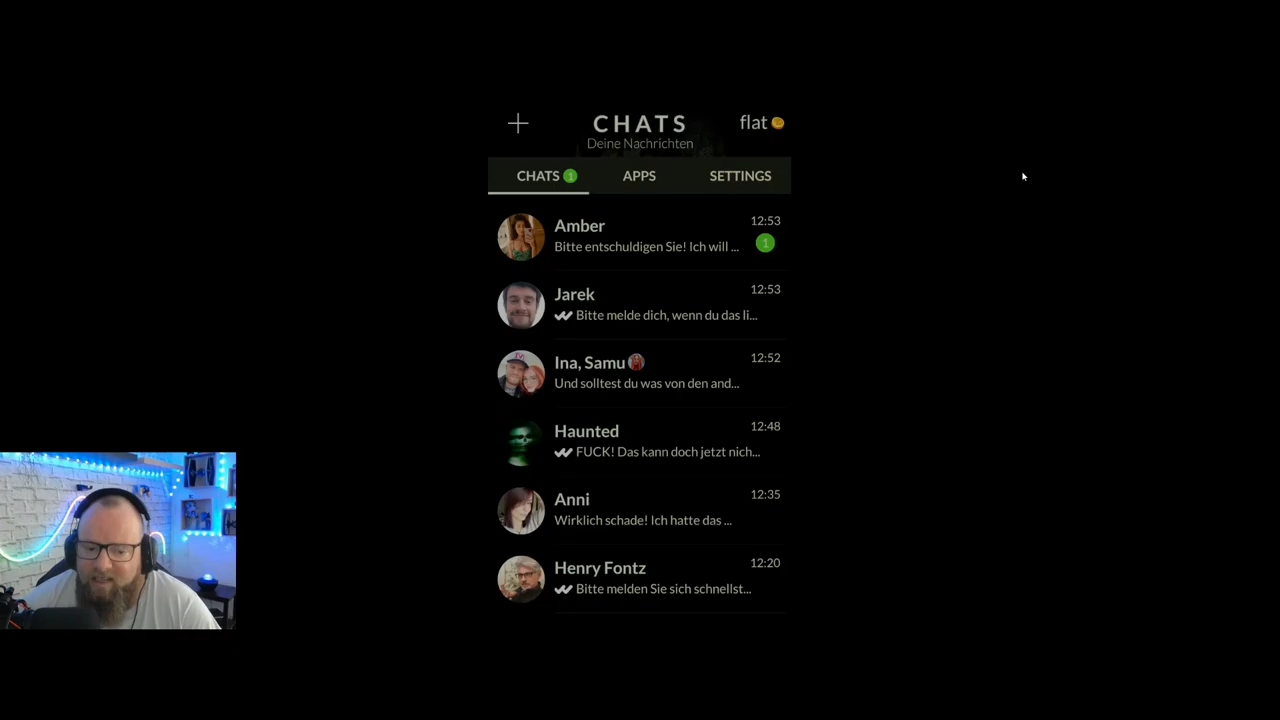 CHATS
flat
Deine Nachrichten
CHATS 1
APPS
SETTINGS
Amber
12:53
Bitte entschuldigen Sie! Ich will ...
1
Jarek
12:53
Bitte melde dich, wenn du das li...
Ina, Samu
12:52
Und solltest du was von den and...
Haunted
12:48
FUCK! Das kann doch jetzt nich...
Anni
12:35
Wirklich schade! Ich hatte das ...
Henry Fontz
12:20
Bitte melden Sie sich schnellst...